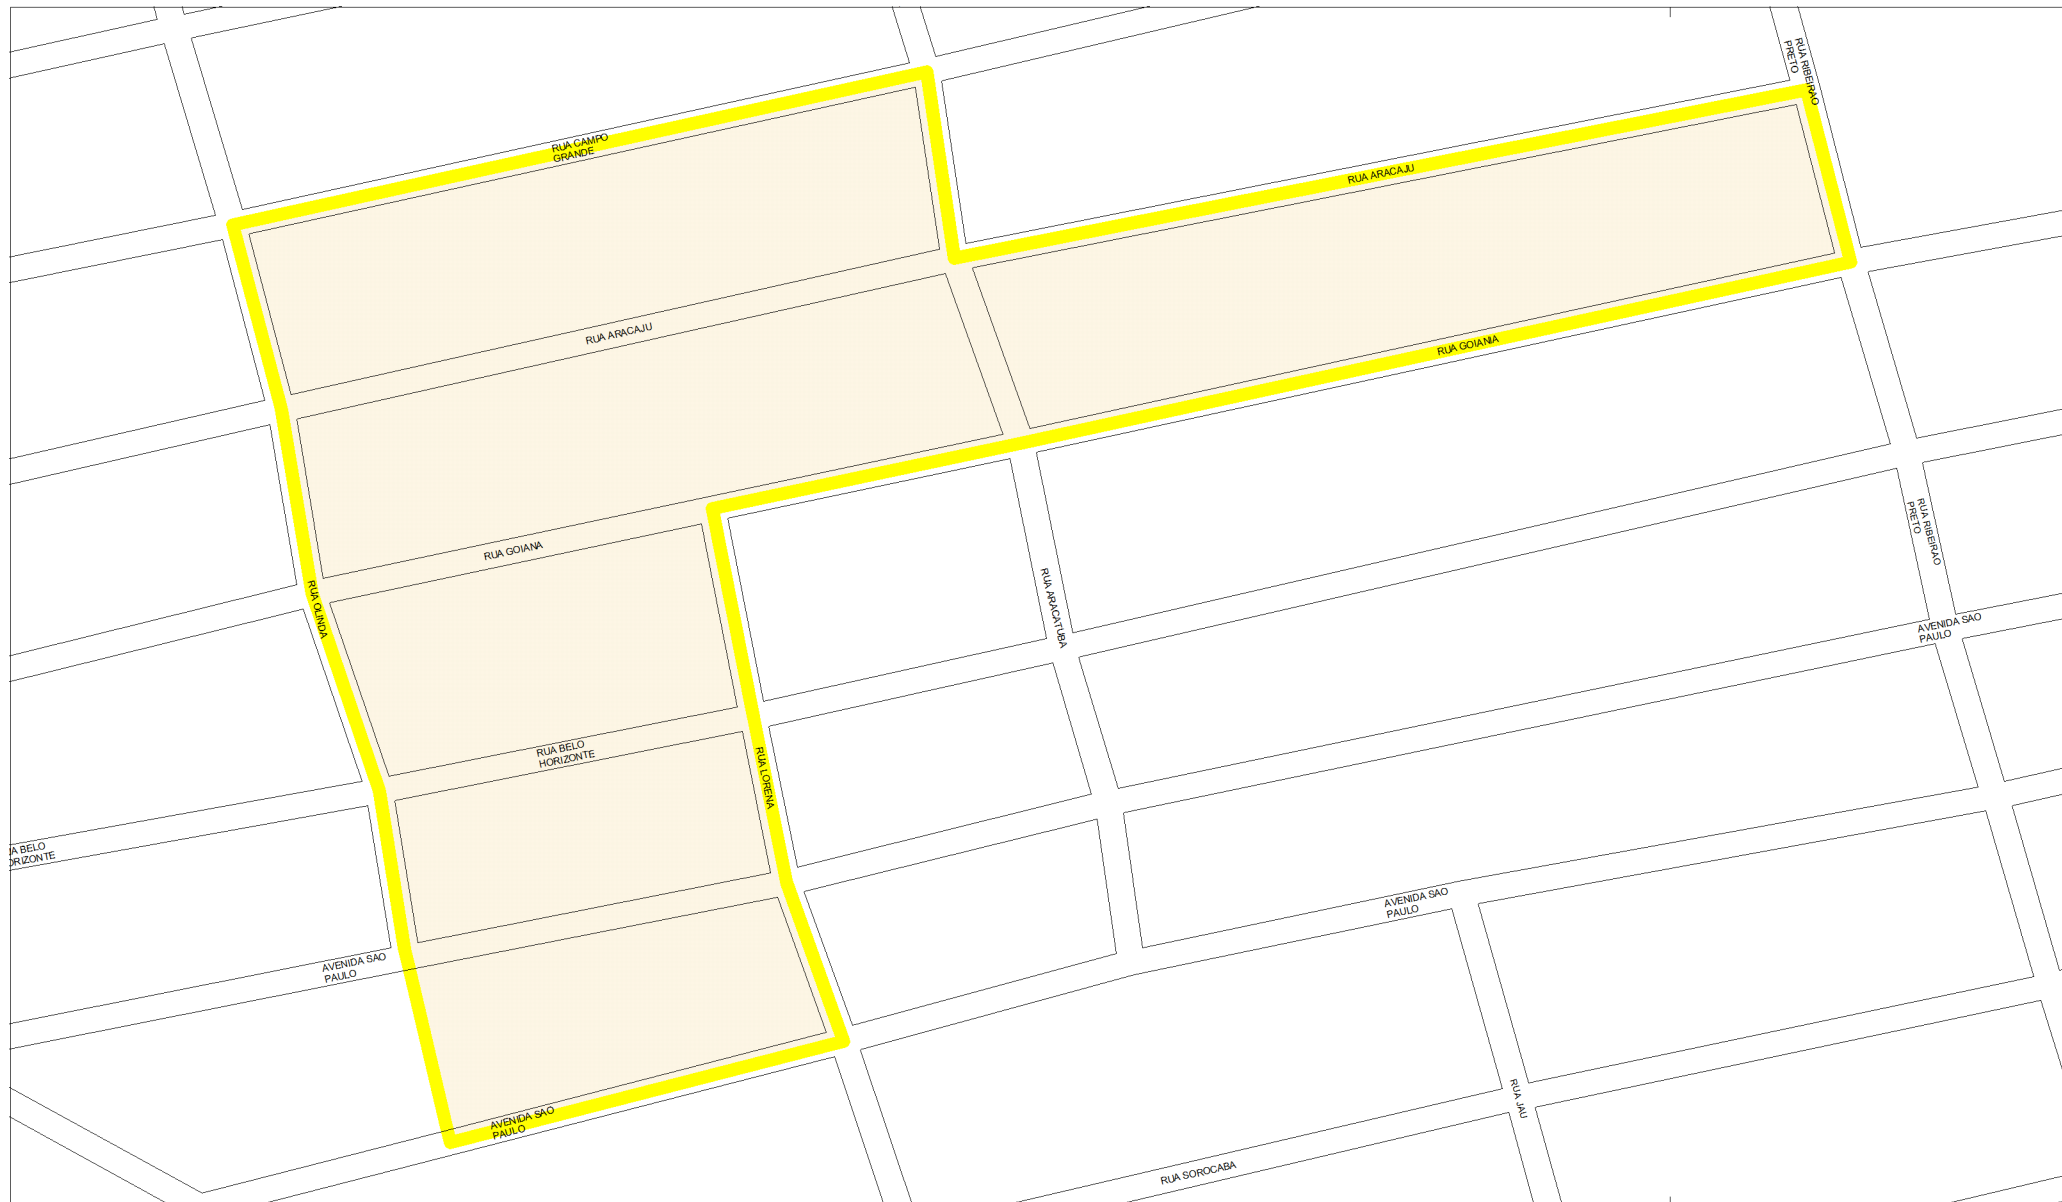 RUA RIBEIRAO
PRETO
RUA CAMPO
GRANDE
RUA ARACAJU
RUA ARACAJU
RUA GOIANIA
RUA GOIANA
RUA RIBEIRAO
PRETO
RUA OLINDA
RUA ARACATUBA
AVENIDA SAO
PAULO
RUA BELO
HORIZONTE
RUA LORENA
A BELO
ORIZONTE
AVENIDA SAO
PAULO
AVENIDA SAO
PAULO
RUA JAU
AVENIDA SAO
PAULO
RUA SOROCABA